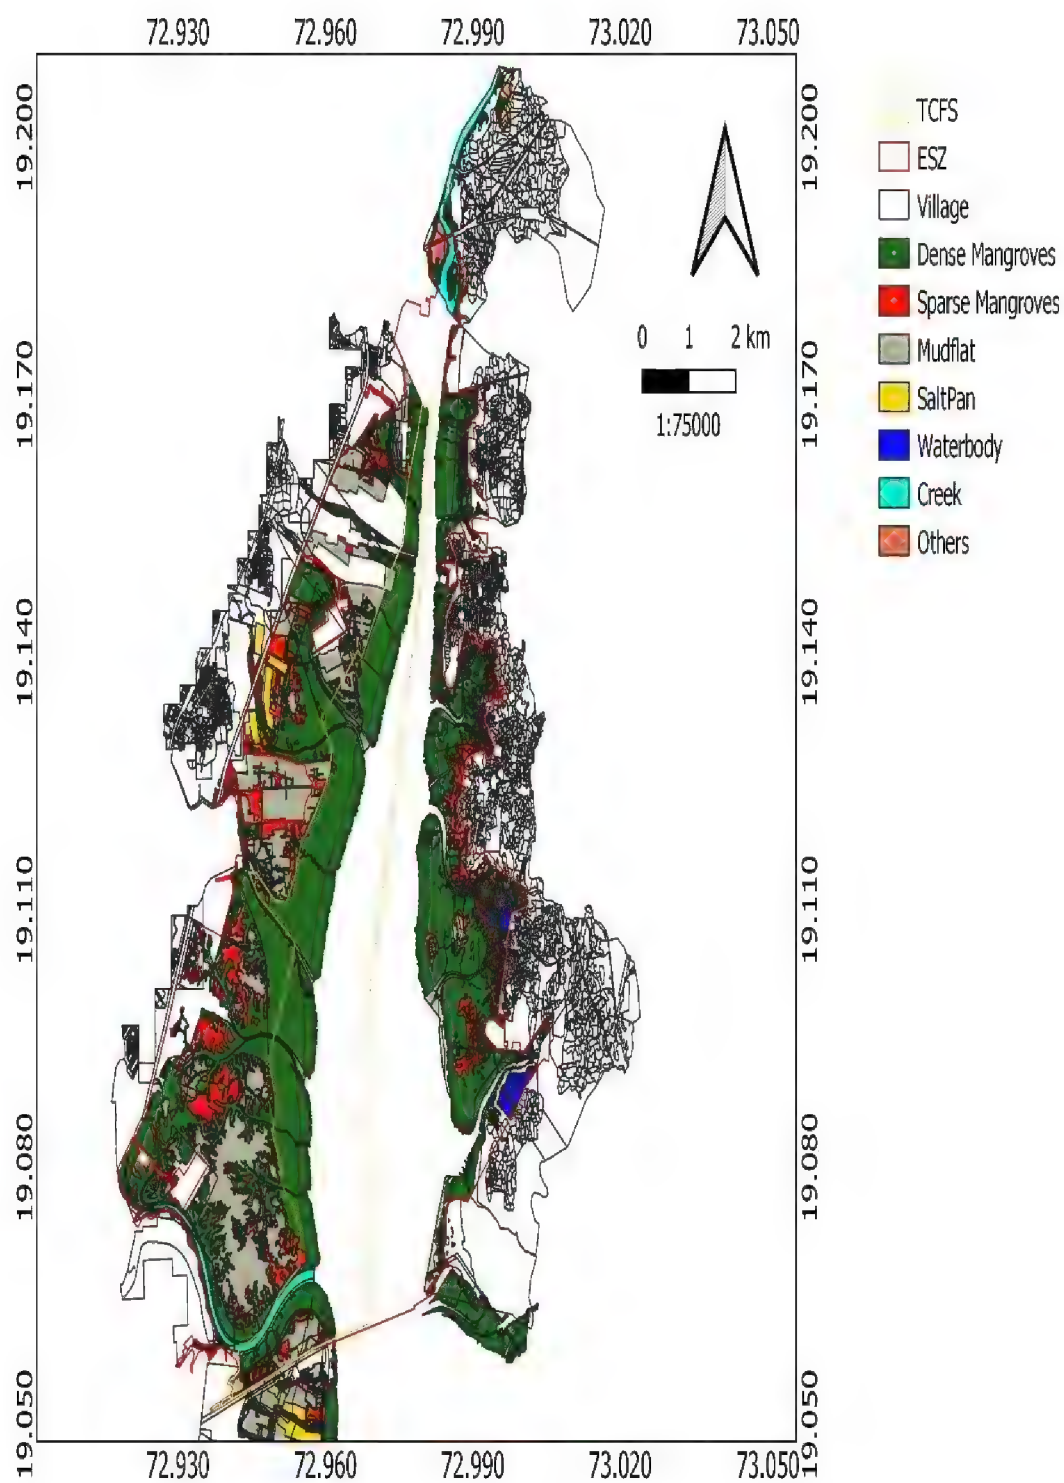 72.930 72.960 72.990 73.020 73.050
19.200
19.170
19.140
19.110
19.080
19.050
19.200
19.170
19.140
19.110
19.080
19.050
0 1 2 km
1:75000
TCFS
ESZ
Village
Dense Mangroves
Sparse Mangroves
Mudflat
SaltPan
Waterbody
Creek
Others
72.930 72.960 72.990 73.020 73.050